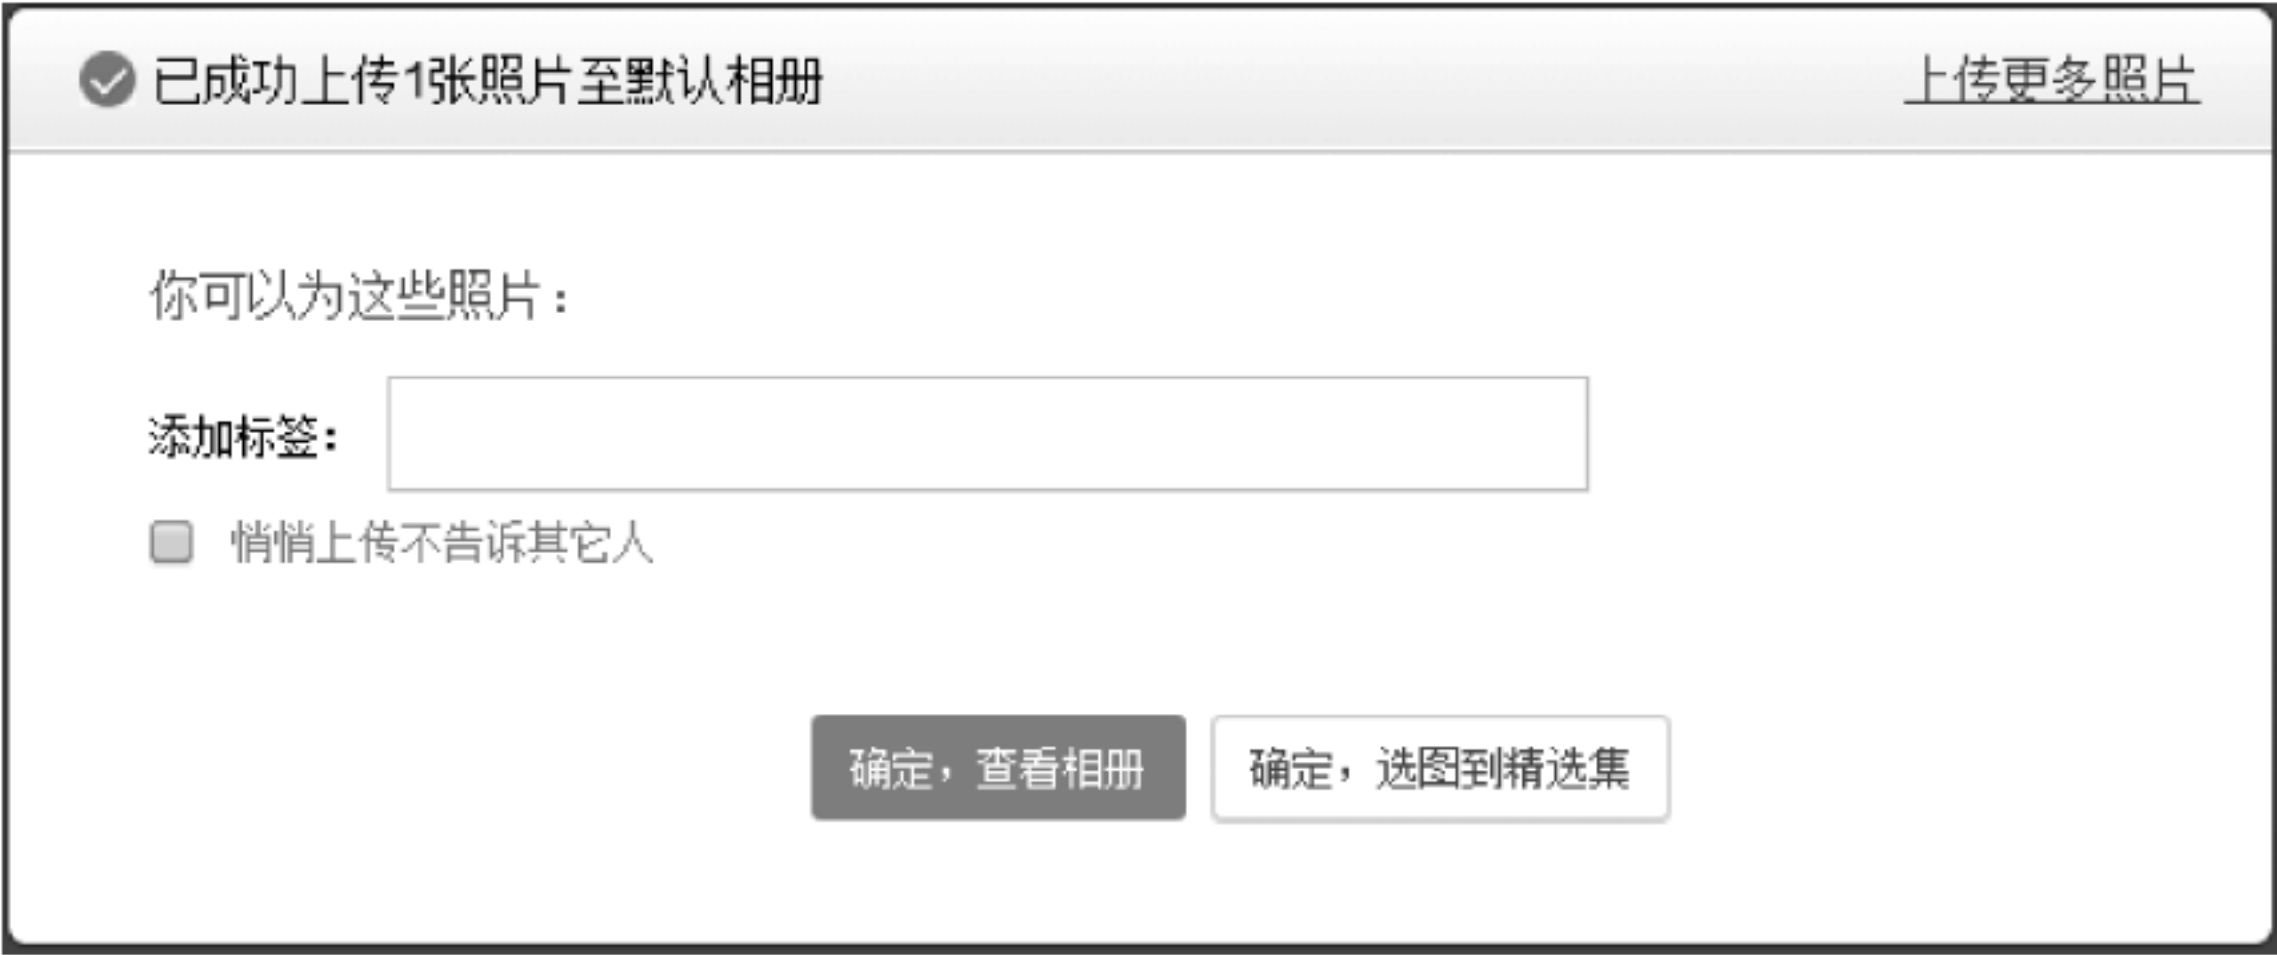 已成功上传1张照片至默认相册 上传更多照片
你可以为这些照片：
添加标签：
悄悄上传不告诉其它人
确定，查看相册 确定，选图到精选集